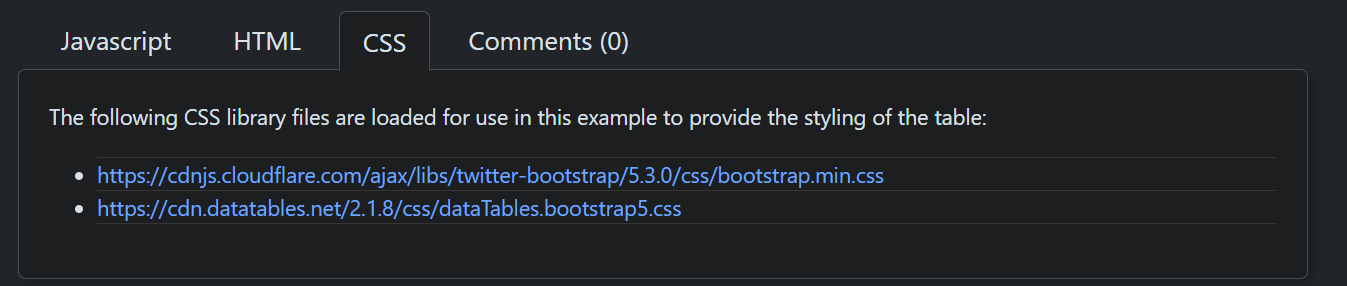 Javascript HTML CSS Comments (0)
The following CSS library files are loaded for use in this example to provide the styling of the table:
https://cdnjs.cloudflare.com/ajax/libs/twitter-bootstrap/5.3.0/css/bootstrap.min.css
https://cdn.datatables.net/2.1.8/css/dataTables.bootstrap5.css